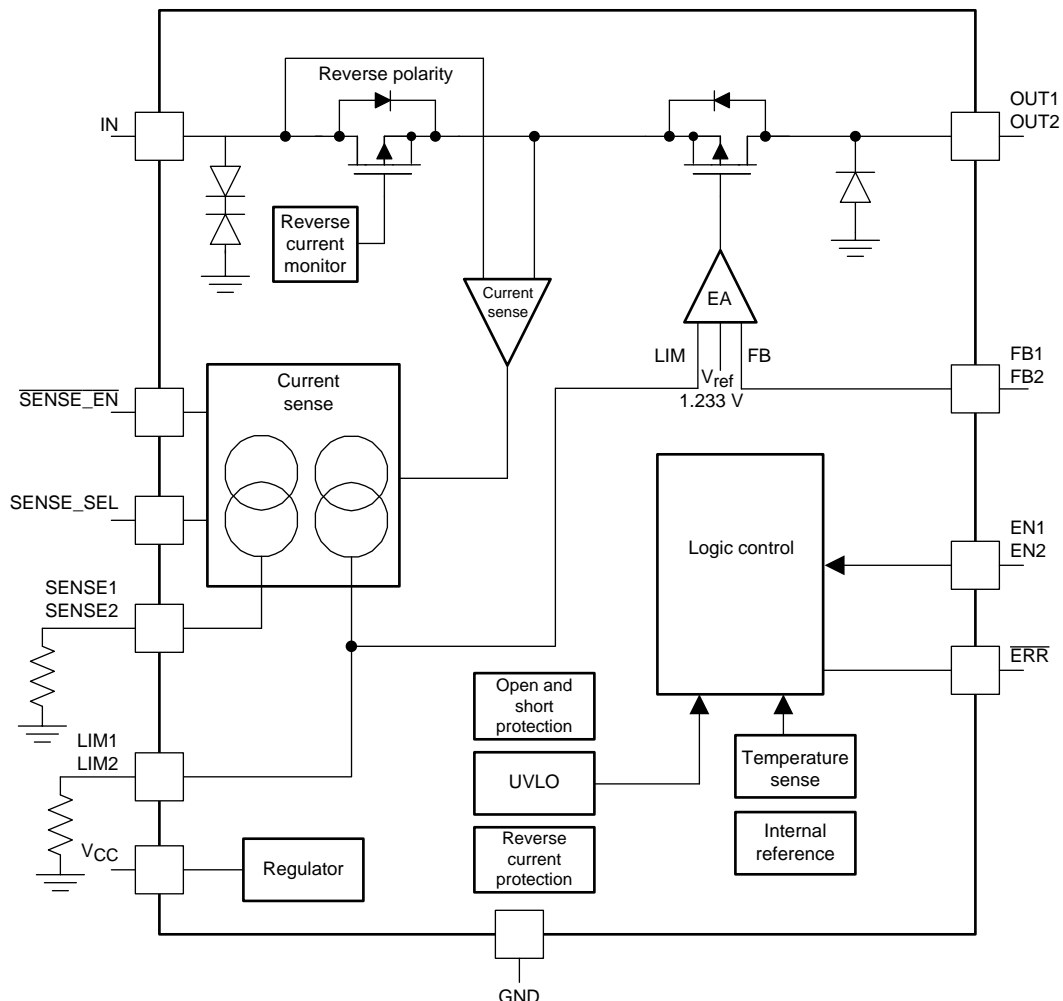 Reverse polarity
IN
OUT1
OUT2
Reverse
current
monitor
Current
sense
EA
LIM
FB
Vref
1.233 V
FB1
FB2
SENSE_EN
Current
sense
SENSE_SEL
Logic control
EN1
EN2
SENSE1
SENSE2
ERR
Open and
short
protection
LIM1
LIM2
UVLO
Temperature
sense
Reverse
current
protection
Internal
reference
VCC
Regulator
GND